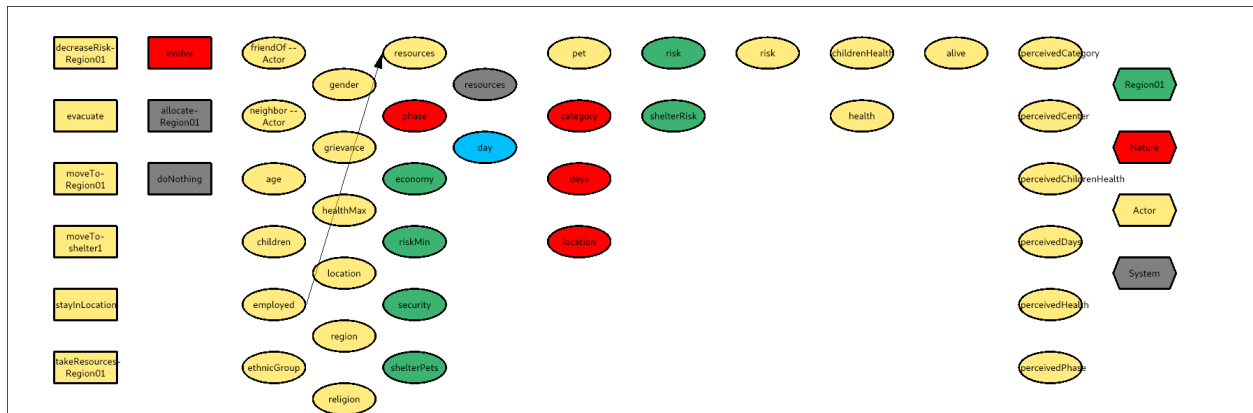 decreaseRisk-
Region01
evolve
friendOf --
Actor
resources
pet
risk
risk
childrenHealth
alive
perceivedCategory
gender
resources
Region01
evacuate
allocate-
Region01
neighbor --
Actor
phase
category
shelterRisk
health
perceivedCenter
grievance
day
Nature
moveTo-
Region01
doNothing
age
economy
days
perceivedChildrenHealth
healthMax
Actor
moveTo-
shelter1
children
riskMin
location
perceivedDays
location
System
stayInLocation
employed
security
perceivedHealth
region
takeResources-
Region01
ethnicGroup
shelterPets
perceivedPhase
religion